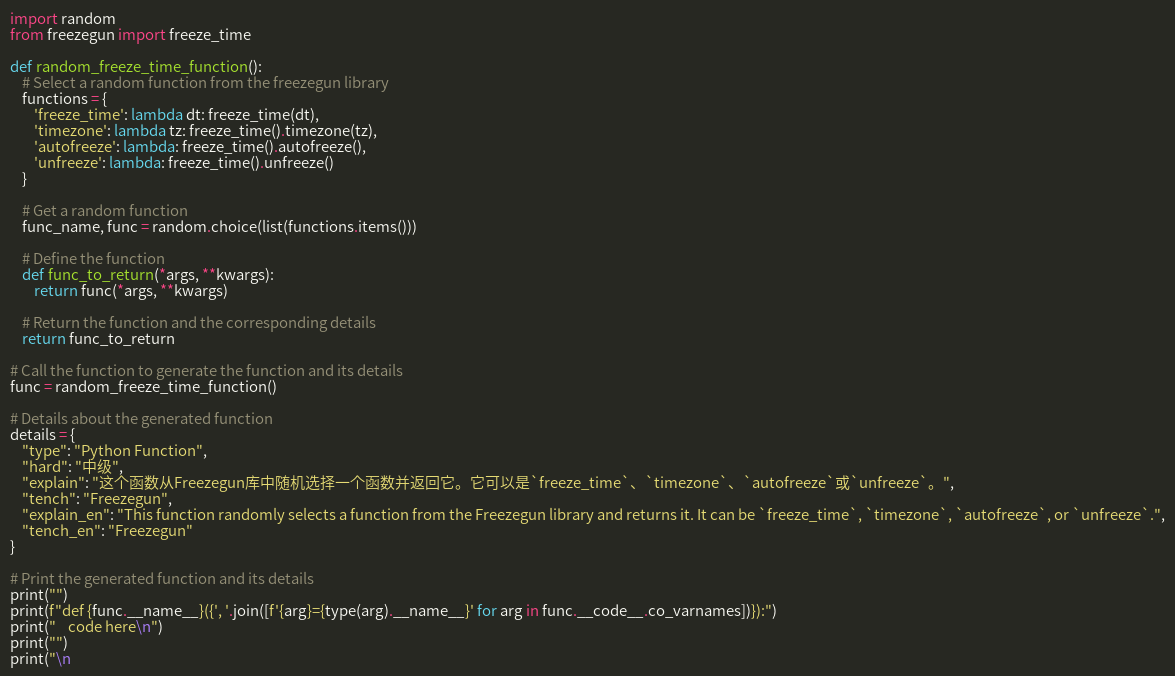 import random
from freezegun import freeze_time

def random_freeze_time_function():
    # Select a random function from the freezegun library
    functions = {
        'freeze_time': lambda dt: freeze_time(dt),
        'timezone': lambda tz: freeze_time().timezone(tz),
        'autofreeze': lambda: freeze_time().autofreeze(),
        'unfreeze': lambda: freeze_time().unfreeze()
    }

    # Get a random function
    func_name, func = random.choice(list(functions.items()))

    # Define the function
    def func_to_return(*args, **kwargs):
        return func(*args, **kwargs)

    # Return the function and the corresponding details
    return func_to_return

# Call the function to generate the function and its details
func = random_freeze_time_function()

# Details about the generated function
details = {
    "type": "Python Function",
    "hard": "中级",
    "explain": "这个函数从Freezegun库中随机选择一个函数并返回它。它可以是`freeze_time`、`timezone`、`autofreeze`或`unfreeze`。",
    "tench": "Freezegun",
    "explain_en": "This function randomly selects a function from the Freezegun library and returns it. It can be `freeze_time`, `timezone`, `autofreeze`, or `unfreeze`.",
    "tench_en": "Freezegun"
}

# Print the generated function and its details
print("")
print(f"def {func.__name__}({', '.join([f'{arg}={type(arg).__name__}' for arg in func.__code__.co_varnames])}):")
print("    code here\n")
print("")
print("\n